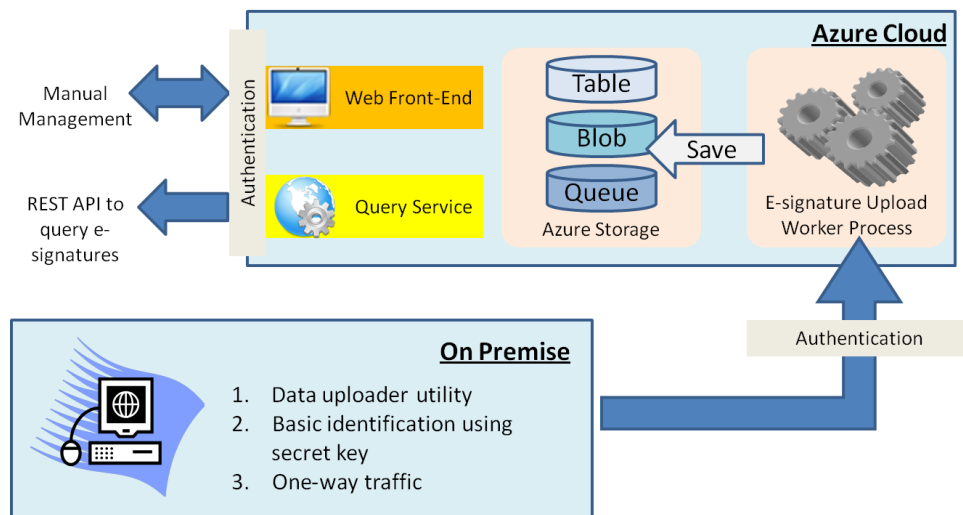 Azure Cloud
Manual
Management
Authentication
Web Front-End
Table
Blob
Save
Query Service
Queue
REST API to
query e-
signatures
Azure Storage
E-signature Upload
Worker Process
Authentication
On Premise
1. Data uploader utility
2. Basic identification using
secret key
3. One-way traffic